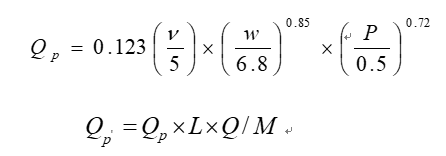 Q_p = 0.123 (ν/5) × (w/6.8)^0.85 × (P/0.5)^0.72
Q_p' = Q_p × L × Q / M